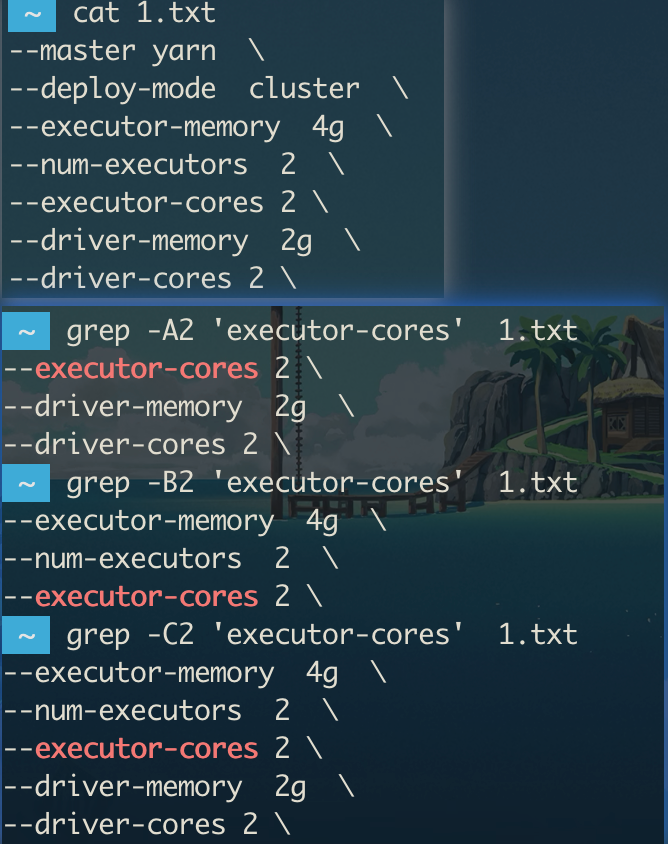 ~ cat 1.txt
--master yarn  \
--deploy-mode  cluster  \
--executor-memory  4g  \
--num-executors  2  \
--executor-cores 2 \
--driver-memory  2g  \
--driver-cores 2 \
~ grep -A2 'executor-cores'  1.txt
--executor-cores 2 \
--driver-memory  2g  \
--driver-cores 2 \
~ grep -B2 'executor-cores'  1.txt
--executor-memory  4g  \
--num-executors  2  \
--executor-cores 2 \
~ grep -C2 'executor-cores'  1.txt
--executor-memory  4g  \
--num-executors  2  \
--executor-cores 2 \
--driver-memory  2g  \
--driver-cores 2 \